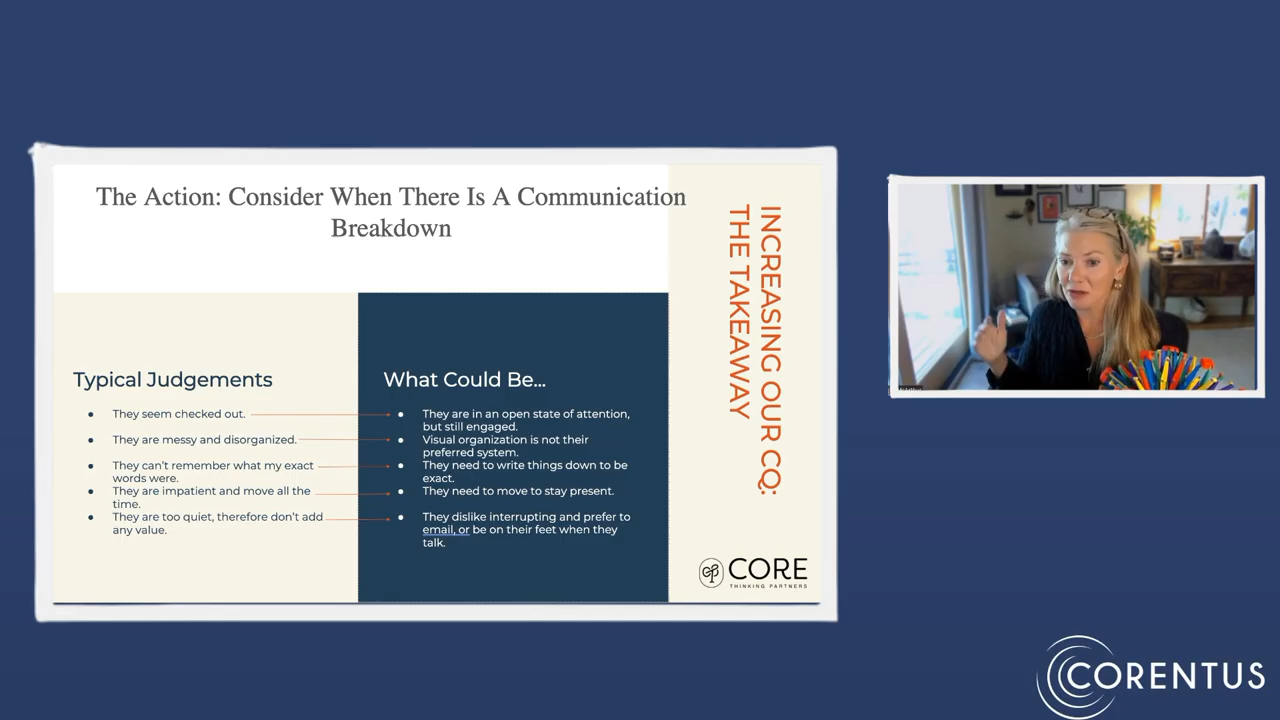 The Action: Consider When There Is A Communication
Breakdown
Typical Judgements
● They seem checked out.
● They are messy and disorganized.
● They can't remember what my exact
words were.
● They are impatient and move all the
time.
● They are too quiet, therefore don't add
any value.
What Could Be...
● They are in an open state of attention,
but still engaged.
● Visual organization is not their
preferred system.
● They need to write things down to be
exact.
● They need to move to stay present.
● They dislike interrupting and prefer to
email, or be on their feet when they
talk.
INCREASING OUR CQ:
THE TAKEAWAY
CORE
THINKING PARTNERS
CORENTUS